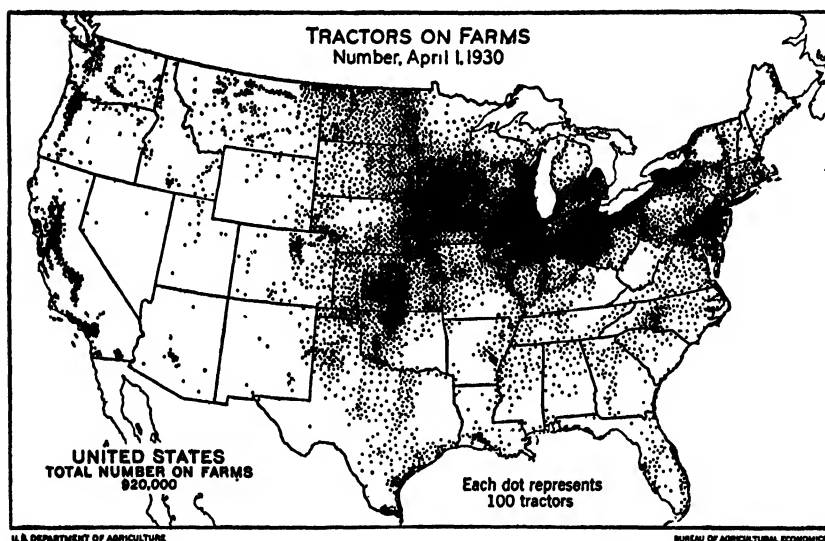 TRACTORS ON FARMS
Number, April 1, 1930
UNITED STATES
TOTAL NUMBER ON FARMS
920,000
Each dot represents
100 tractors
U.S. DEPARTMENT OF AGRICULTURE
BUREAU OF AGRICULTURAL ECONOMICS